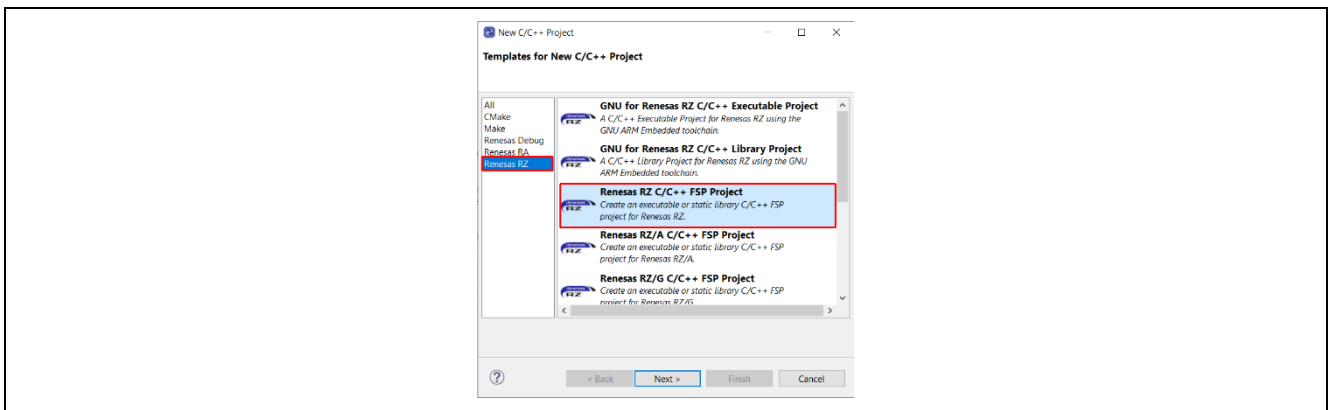 New C/C++ Project
Templates for New C/C++ Project
All
CMake
Make
Renesas Debug
Renesas RA
Renesas RZ
GNU for Renesas RZ C/C++ Executable Project
A C/C++ Executable Project for Renesas RZ using the
GNU ARM Embedded toolchain.
GNU for Renesas RZ C/C++ Library Project
A C/C++ Library Project for Renesas RZ using the GNU
ARM Embedded toolchain.
Renesas RZ C/C++ FSP Project
Create an executable or static library C/C++ FSP
project for Renesas RZ.
Renesas RZ/A C/C++ FSP Project
Create an executable or static library C/C++ FSP
project for Renesas RZ/A.
Renesas RZ/G C/C++ FSP Project
Create an executable or static library C/C++ FSP
project for Renesas RZ/G.
< Back
Next >
Finish
Cancel